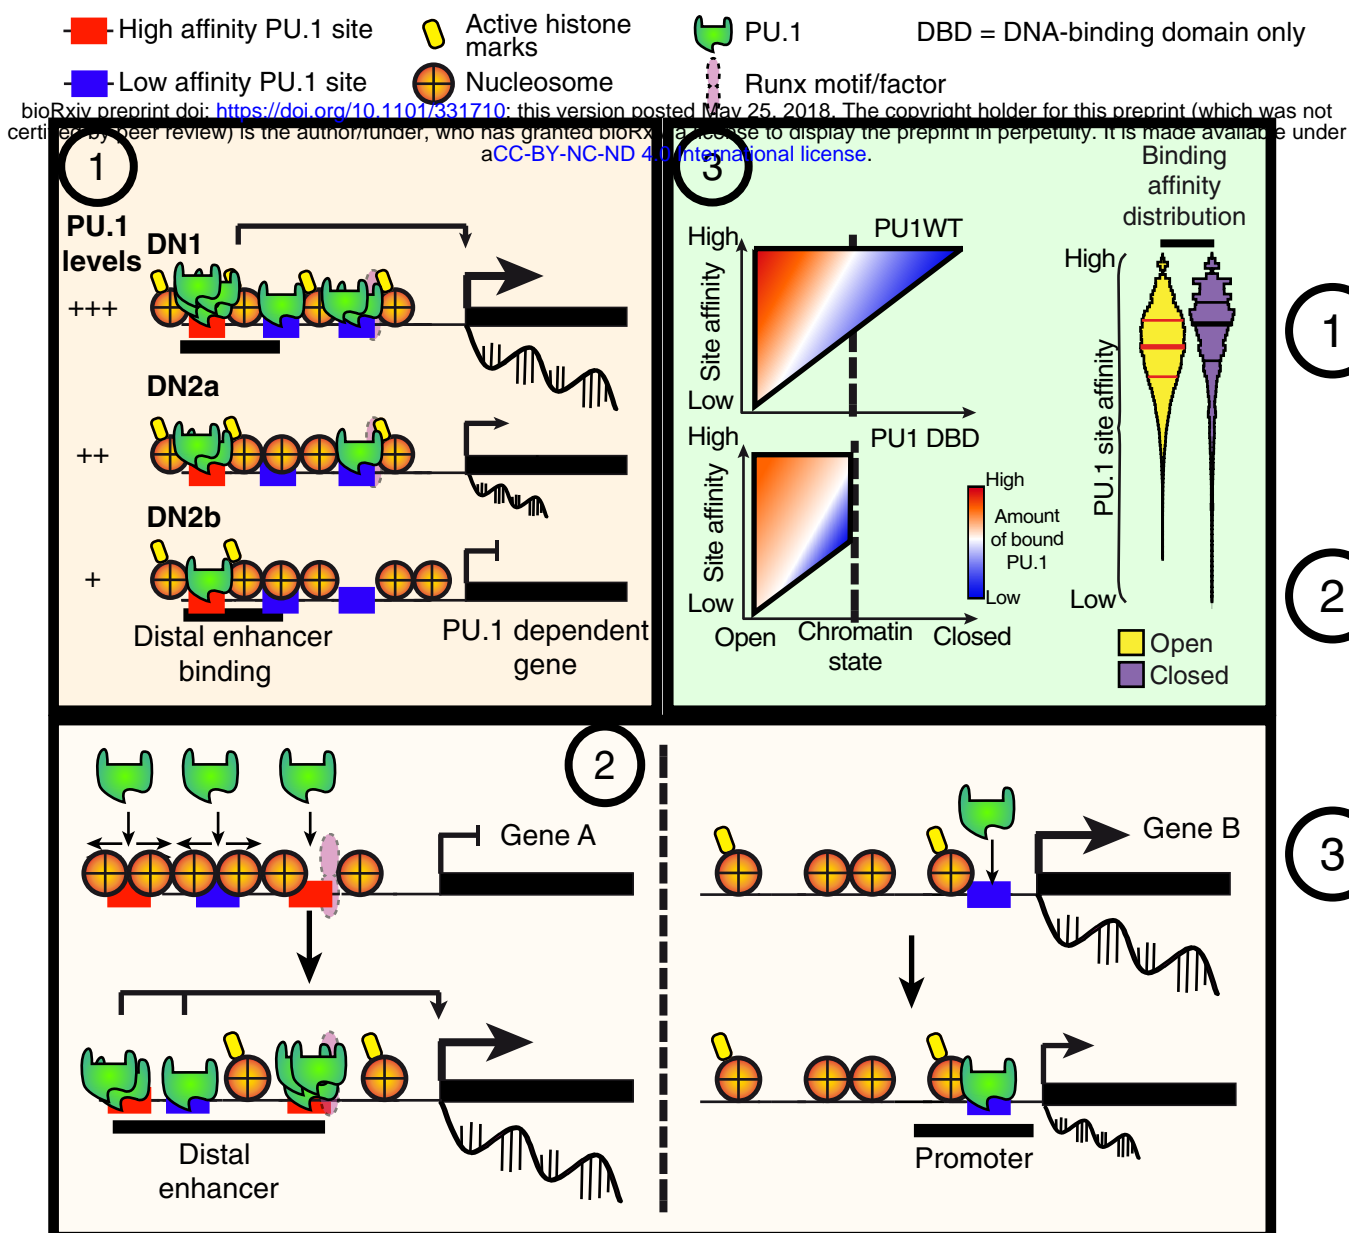 High affinity PU.1 site
Active histone
marks
PU.1
DBD = DNA-binding domain only
Low affinity PU.1 site
Nucleosome
Runx motif/factor
bioRxiv preprint doi: https://doi.org/10.1101/331710; this version posted May 25, 2018. The copyright holder for this preprint (which was not
certified by peer review) is the author/funder, who has granted bioRxiv a license to display the preprint in perpetuity. It is made available under
aCC-BY-NC-ND 4.0 International license.
1
PU.1
levels
DN1
+++
DN2a
++
DN2b
+
Distal enhancer
binding
PU.1 dependent
gene
3
High
Site affinity
Low
PU1WT
High
Site affinity
Low
PU1 DBD
High
Amount
of bound
PU.1
Low
Open
Chromatin
state
Closed
Binding
affinity
distribution
High
PU.1 site affinity
Low
Open
Closed
1
2
3
2
Gene A
Distal
enhancer
Gene B
Promoter